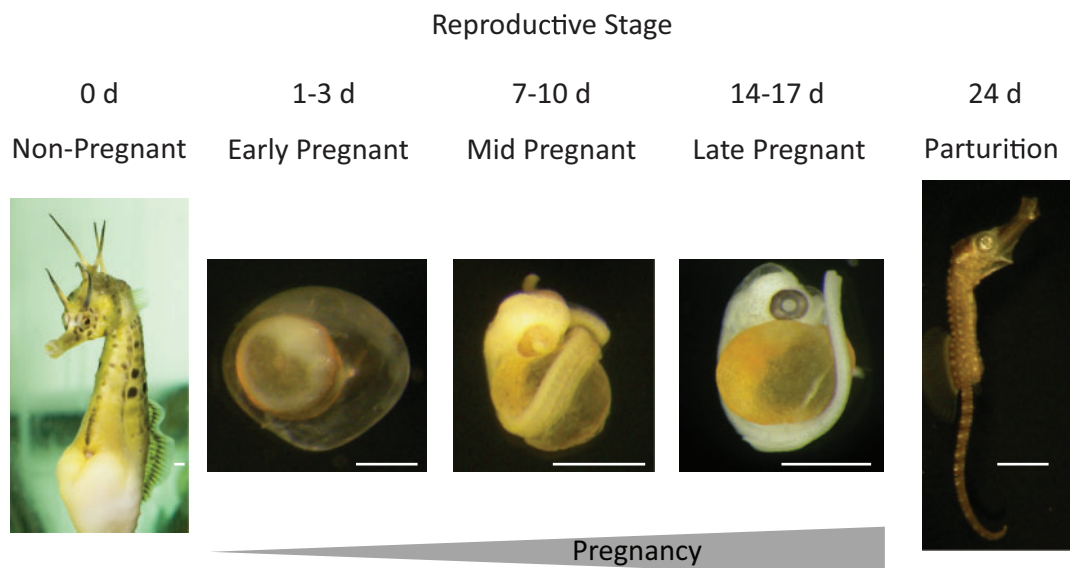 Reproductive Stage
0 d
1-3 d
7-10 d
14-17 d
24 d
Non-Pregnant
Early Pregnant
Mid Pregnant
Late Pregnant
Parturition
Pregnancy